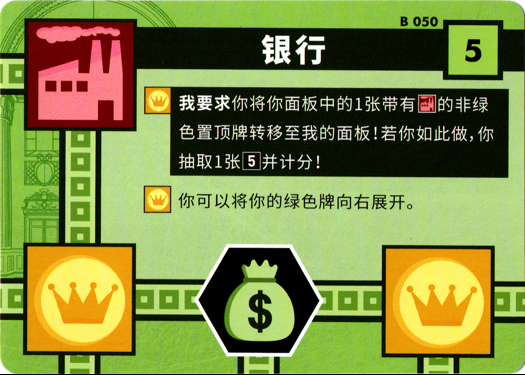 B 050
银行
5
我要求你将你面板中的1张带有的非绿
色置顶牌转移至我的面板！若你如此做，你
抽取1张5并计分！
你可以将你的绿色牌向右展开。
$